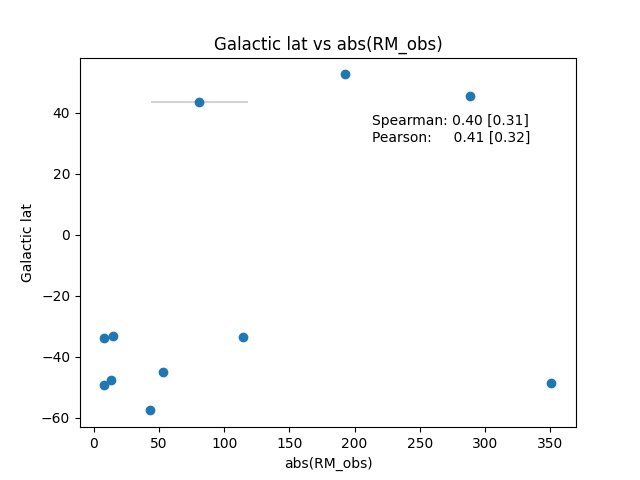 Galactic lat vs abs(RM_obs)
Galactic lat
40
20
0
−20
−40
−60
Spearman: 0.40 [0.31]
Pearson: 0.41 [0.32]
0 50 100 150 200 250 300 350
abs(RM_obs)